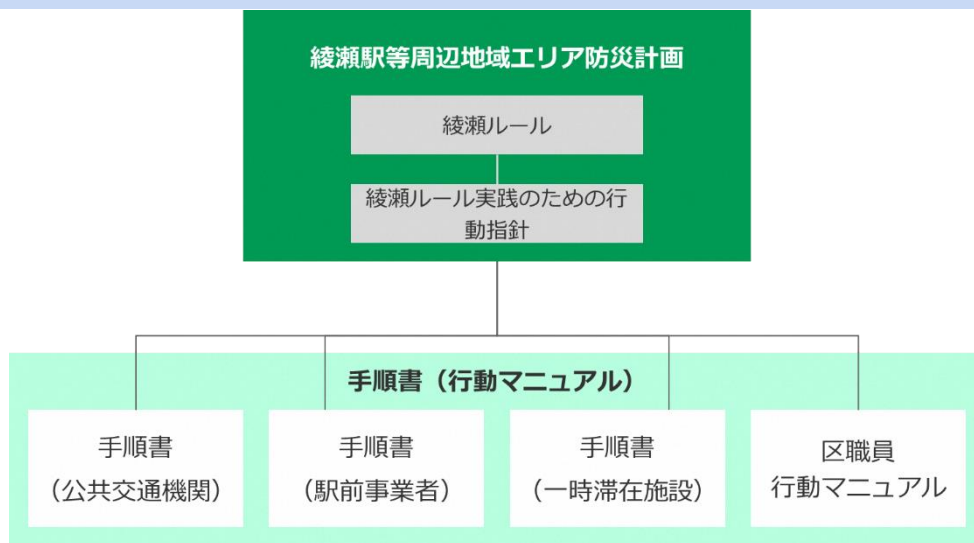 綾瀬駅等周辺地域エリア防災計画
綾瀬ルール
綾瀬ルール実践のための行
動指針
手順書（行動マニュアル）
手順書
（公共交通機関）
手順書
（駅前事業者）
手順書
（一時滞在施設）
区職員
行動マニュアル